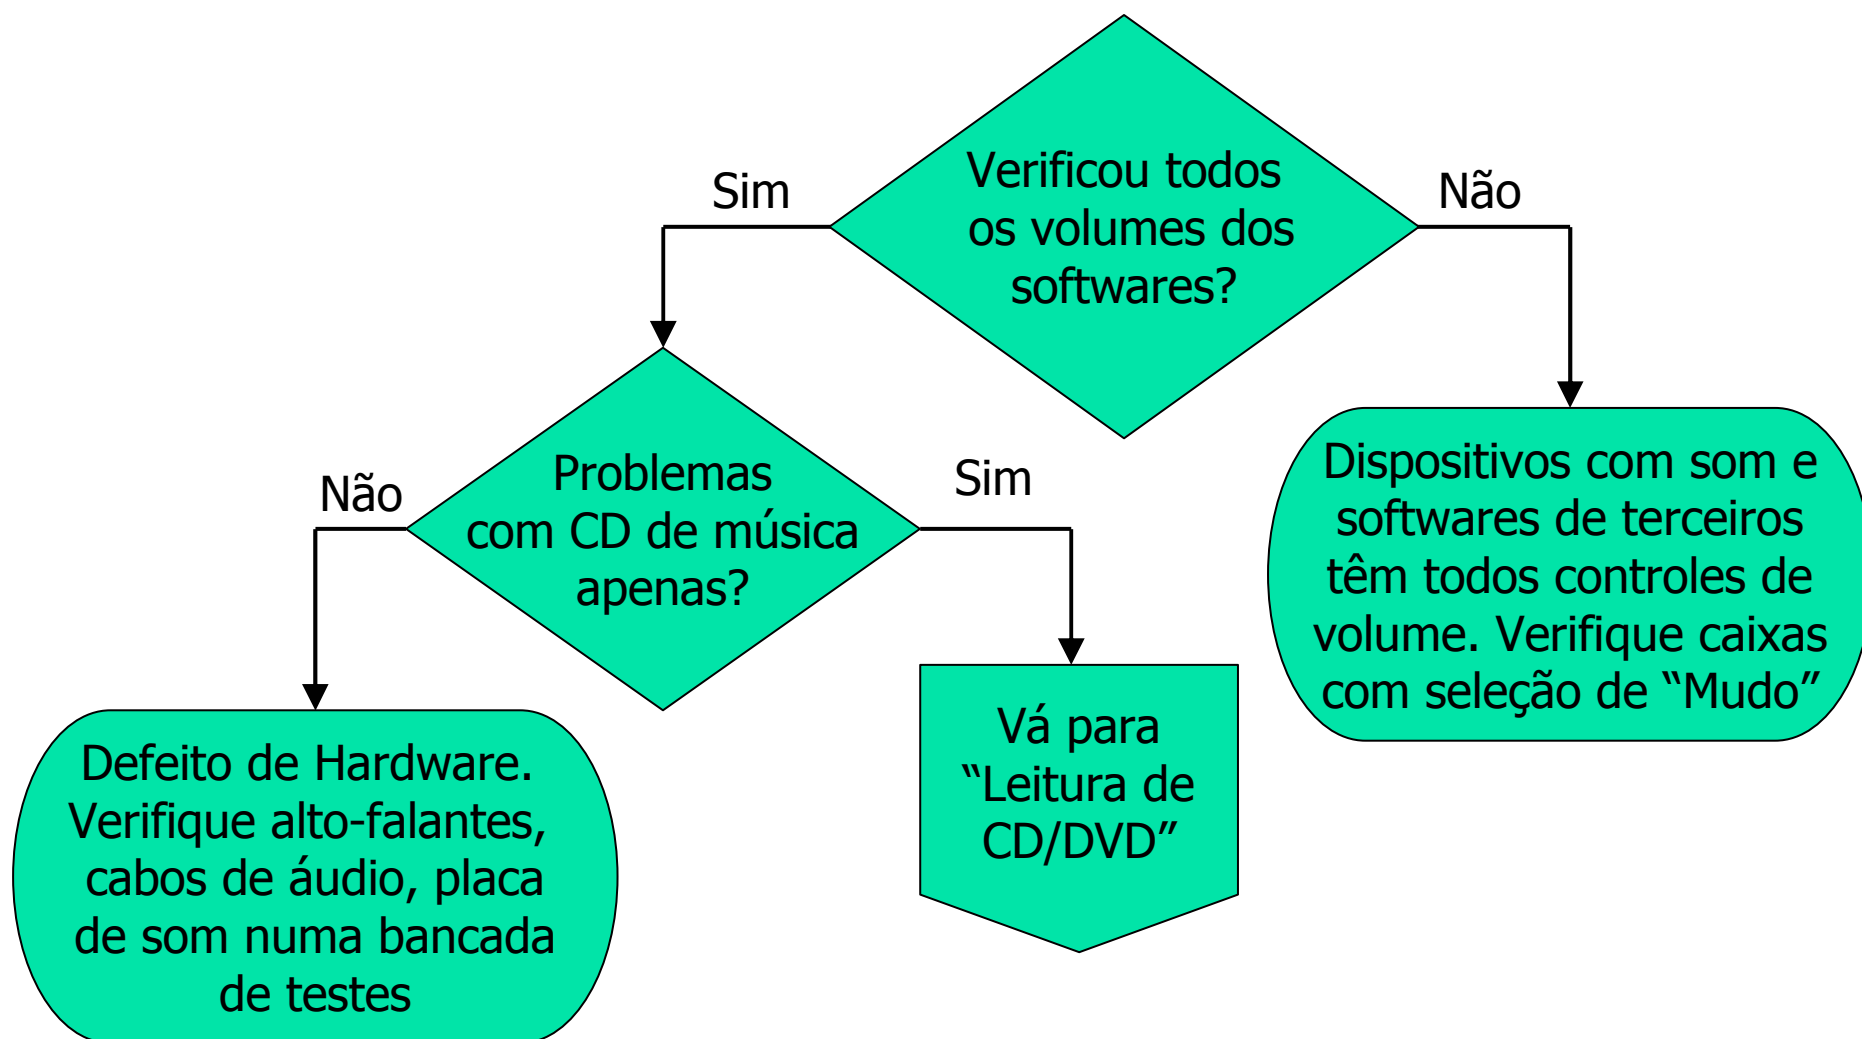 Verificou todos
os volumes dos
softwares?
Sim
Não
Problemas
com CD de música
apenas?
Não
Sim
Dispositivos com som e
softwares de terceiros
têm todos controles de
volume. Verifique caixas
com seleção de “Mudo”
Vá para
“Leitura de
CD/DVD”
Defeito de Hardware.
Verifique alto-falantes,
cabos de áudio, placa
de som numa bancada
de testes